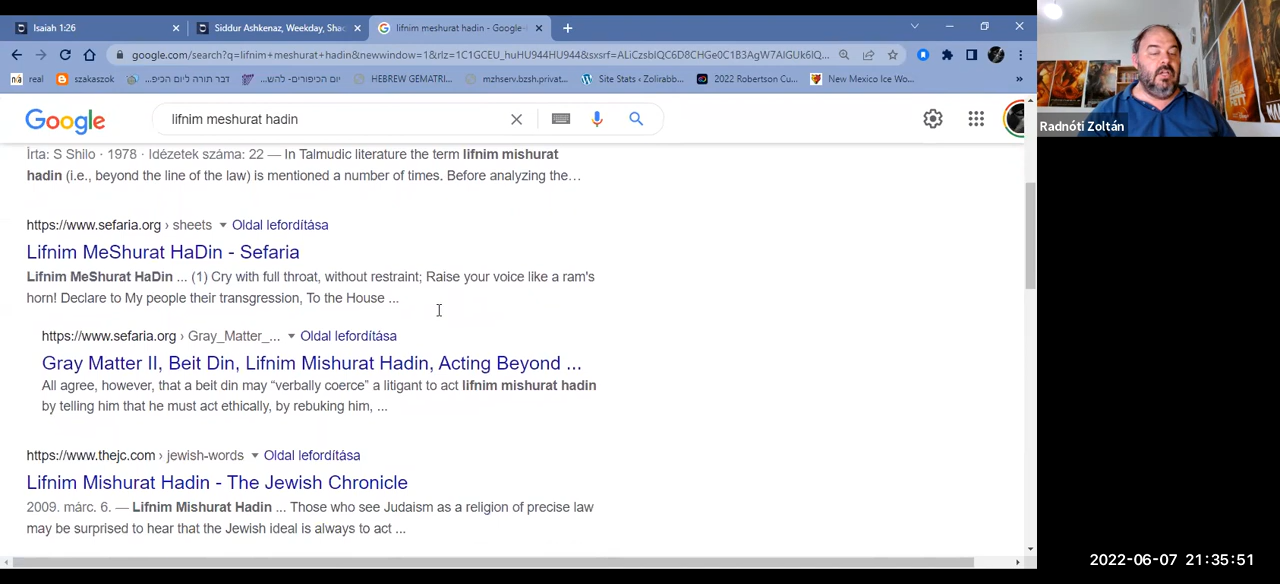 Isaiah 1:26
Siddur Ashkenaz, Weekday, Shac
lifnim meshurat hadin - Google-
google.com/search?q=lifnim+meshurat+hadin&newwindow=1&rlz=1C1GCEU_huHU944HU944&sxsrf=ALiCzsblQC6D8CHGe0C1B3AgW7AlGUk6lQ...
real
szakaszok
דבר תורה ליום הכיפ...
יום הכיפורים- להש...
HEBREW GEMATRI...
mzhserv.bzsh.privat...
Site Stats ‹ Zolirabb...
2022 Robertson Cu...
New Mexico Ice Wo...
»
Google
lifnim meshurat hadin
Írta: S Shilo · 1978 · Idézetek száma: 22 — In Talmudic literature the term lifnim mishurat
hadin (i.e., beyond the line of the law) is mentioned a number of times. Before analyzing the...
https://www.sefaria.org › sheets Oldal lefordítása
Lifnim MeShurat HaDin - Sefaria
Lifnim MeShurat HaDin ... (1) Cry with full throat, without restraint; Raise your voice like a ram's
horn! Declare to My people their transgression, To the House ...
https://www.sefaria.org › Gray_Matter_... Oldal lefordítása
Gray Matter II, Beit Din, Lifnim Mishurat Hadin, Acting Beyond ...
All agree, however, that a beit din may “verbally coerce” a litigant to act lifnim mishurat hadin
by telling him that he must act ethically, by rebuking him, ...
https://www.thejc.com › jewish-words Oldal lefordítása
Lifnim Mishurat Hadin - The Jewish Chronicle
2009. márc. 6. — Lifnim Mishurat Hadin ... Those who see Judaism as a religion of precise law
may be surprised to hear that the Jewish ideal is always to act ...
Radnóti Zoltán
2022-06-07 21:35:51